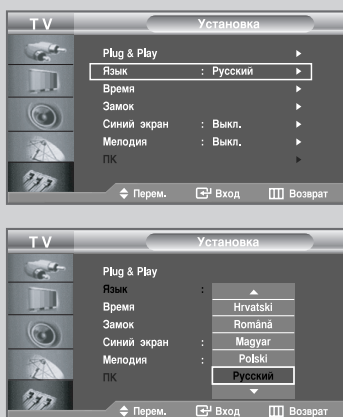 TV Установка
Plug & Play
Язык : Русский
Время
Замок
Синий экран : Выкл.
Мелодия : Выкл.
ПК
Перем. Вход Возврат
TV Установка
Plug & Play
Язык :
Время Hrvatski
Замок Română
Синий экран : Magyar
Мелодия : Polski
ПК Русский
Перем. Вход Возврат